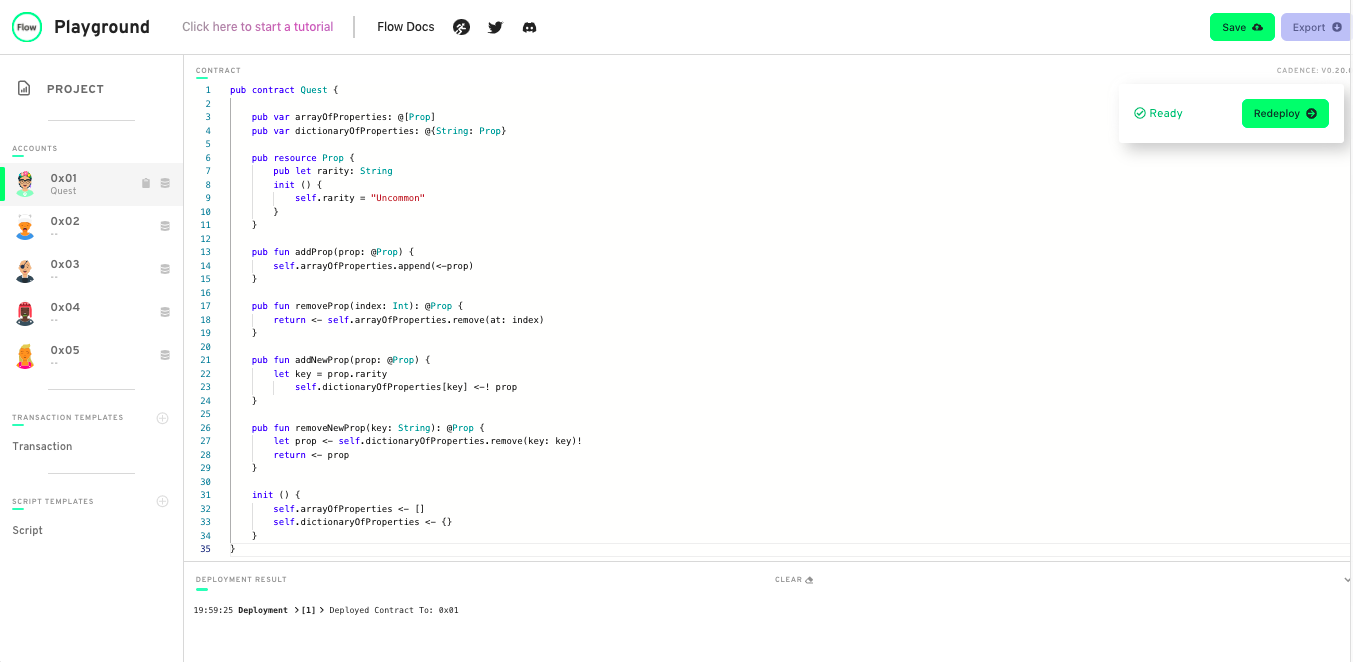 Flow Playground Click here to start a tutorial Flow Docs Save Export
PROJECT
ACCOUNTS
0x01
Quest
0x02
--
0x03
--
0x04
--
0x05
--
TRANSACTION TEMPLATES
Transaction
SCRIPT TEMPLATES
Script
CONTRACT
CADENCE: V0.20.
Ready Redeploy
1 pub contract Quest {
2
3 pub var arrayOfProperties: @[Prop]
4 pub var dictionaryOfProperties: @{String: Prop}
5
6 pub resource Prop {
7 pub let rarity: String
8 init () {
9 self.rarity = "Uncommon"
10 }
11 }
12
13 pub fun addProp(prop: @Prop) {
14 self.arrayOfProperties.append(<-prop)
15 }
16
17 pub fun removeProp(index: Int): @Prop {
18 return <- self.arrayOfProperties.remove(at: index)
19 }
20
21 pub fun addNewProp(prop: @Prop) {
22 let key = prop.rarity
23 self.dictionaryOfProperties[key] <-! prop
24 }
25
26 pub fun removeNewProp(key: String): @Prop {
27 let prop <- self.dictionaryOfProperties.remove(key: key)!
28 return <- prop
29 }
30
31 init () {
32 self.arrayOfProperties <- []
33 self.dictionaryOfProperties <- {}
34 }
35 }
DEPLOYMENT RESULT CLEAR
19:59:25 Deployment > [1] > Deployed Contract To: 0x01